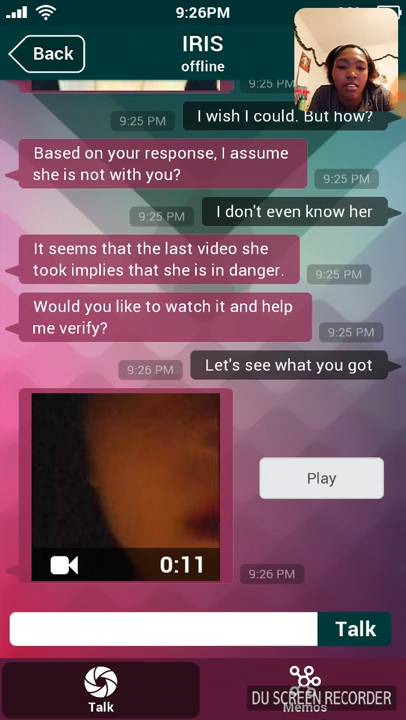 9:26PM
Back
IRIS
offline
9:25 PM
9:25 PM
I wish I could. But how?
Based on your response, I assume
she is not with you?
9:25 PM
9:25 PM
I don't even know her
It seems that the last video she
took implies that she is in danger.
9:25 PM
Would you like to watch it and help
me verify?
9:25 PM
9:26 PM
Let's see what you got
Play
0:11
9:26 PM
Talk
Talk
Memos
DU SCREEN RECORDER